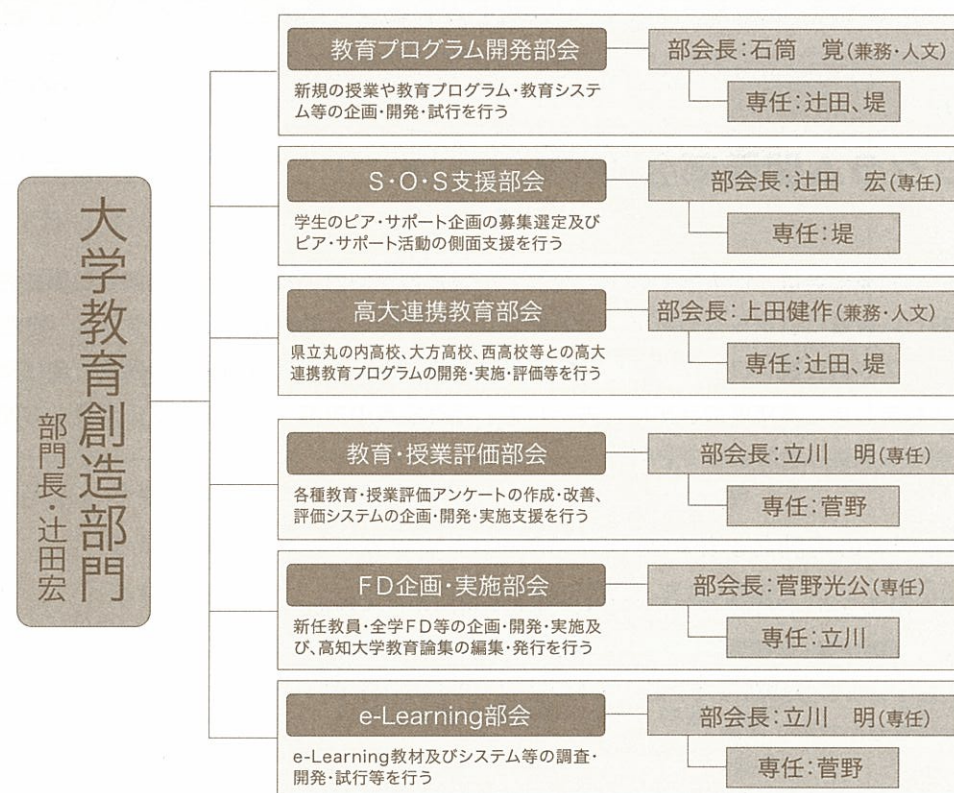 大学教育創造部門
部門長・辻田宏
教育プログラム開発部会
新規の授業や教育プログラム・教育システ
ム等の企画・開発・試行を行う
部会長:石筒　覚(兼務・人文)
専任:辻田、堤
S・O・S支援部会
学生のピア・サポート企画の募集選定及び
ピア・サポート活動の側面支援を行う
部会長:辻田　宏(専任)
専任:堤
高大連携教育部会
県立丸の内高校、大方高校、西高校等との高大
連携教育プログラムの開発・実施・評価等を行う
部会長:上田健作(兼務・人文)
専任:辻田、堤
教育・授業評価部会
各種教育・授業評価アンケートの作成・改善、
評価システムの企画・開発・実施支援を行う
部会長:立川　明(専任)
専任:菅野
FD企画・実施部会
新任教員・全学FD等の企画・開発・実施及
び、高知大学教育論集の編集・発行を行う
部会長:菅野光公(専任)
専任:立川
e-Learning部会
e-Learning教材及びシステム等の調査・
開発・試行等を行う
部会長:立川　明(専任)
専任:菅野